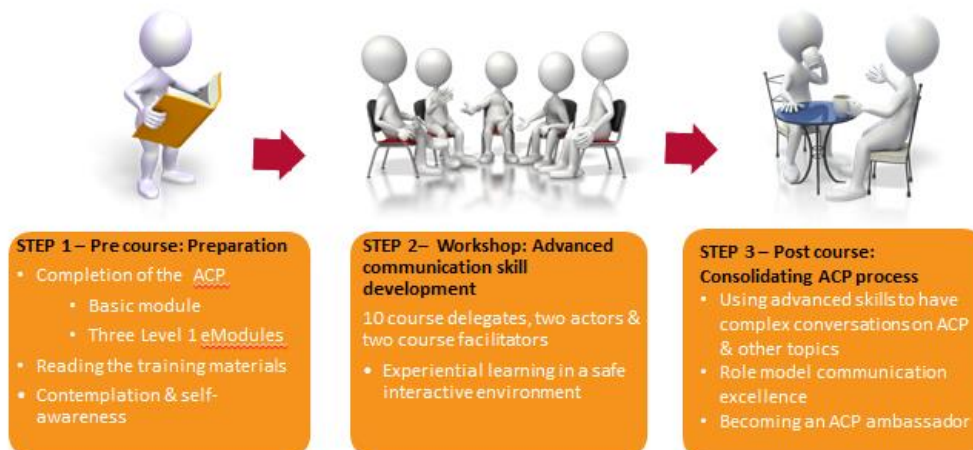 STEP 1 – Pre course: Preparation
• Completion of the ACP
• Basic module
• Three Level 1 eModules
• Reading the training materials
• Contemplation & self-
awareness
STEP 2– Workshop: Advanced
communication skill
development
10 course delegates, two actors &
two course facilitators
• Experiential learning in a safe
interactive environment
STEP 3 – Post course:
Consolidating ACP process
• Using advanced skills to have
complex conversations on ACP
& other topics
• Role model communication
excellence
• Becoming an ACP ambassador